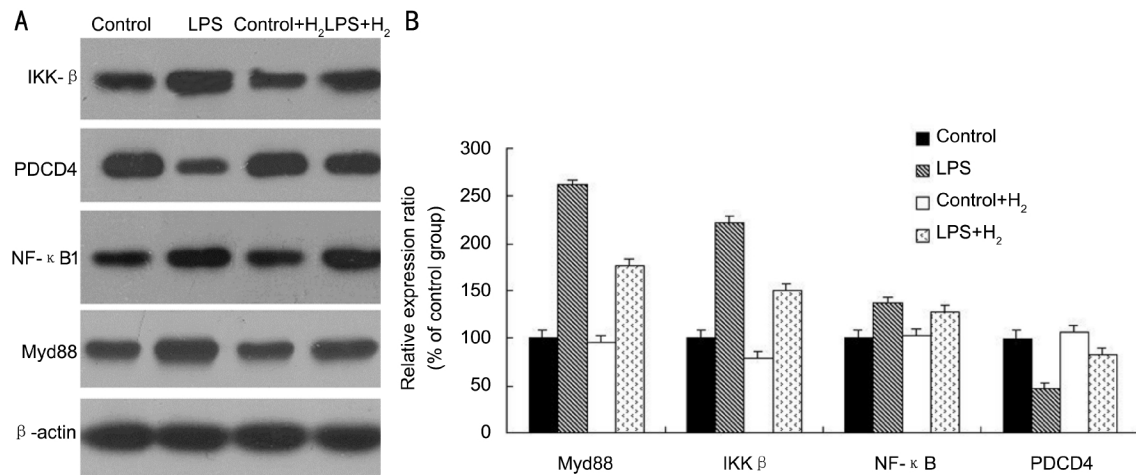 A
Control LPS Control+H₂ LPS+H₂
IKK-β
PDCD4
NF-κB1
Myd88
β-actin
B
Control
LPS
Control+H₂
LPS+H₂
Relative expression ratio
(% of control group)
300
250
200
150
100
50
0
Myd88 IKK β NF-κB PDCD4